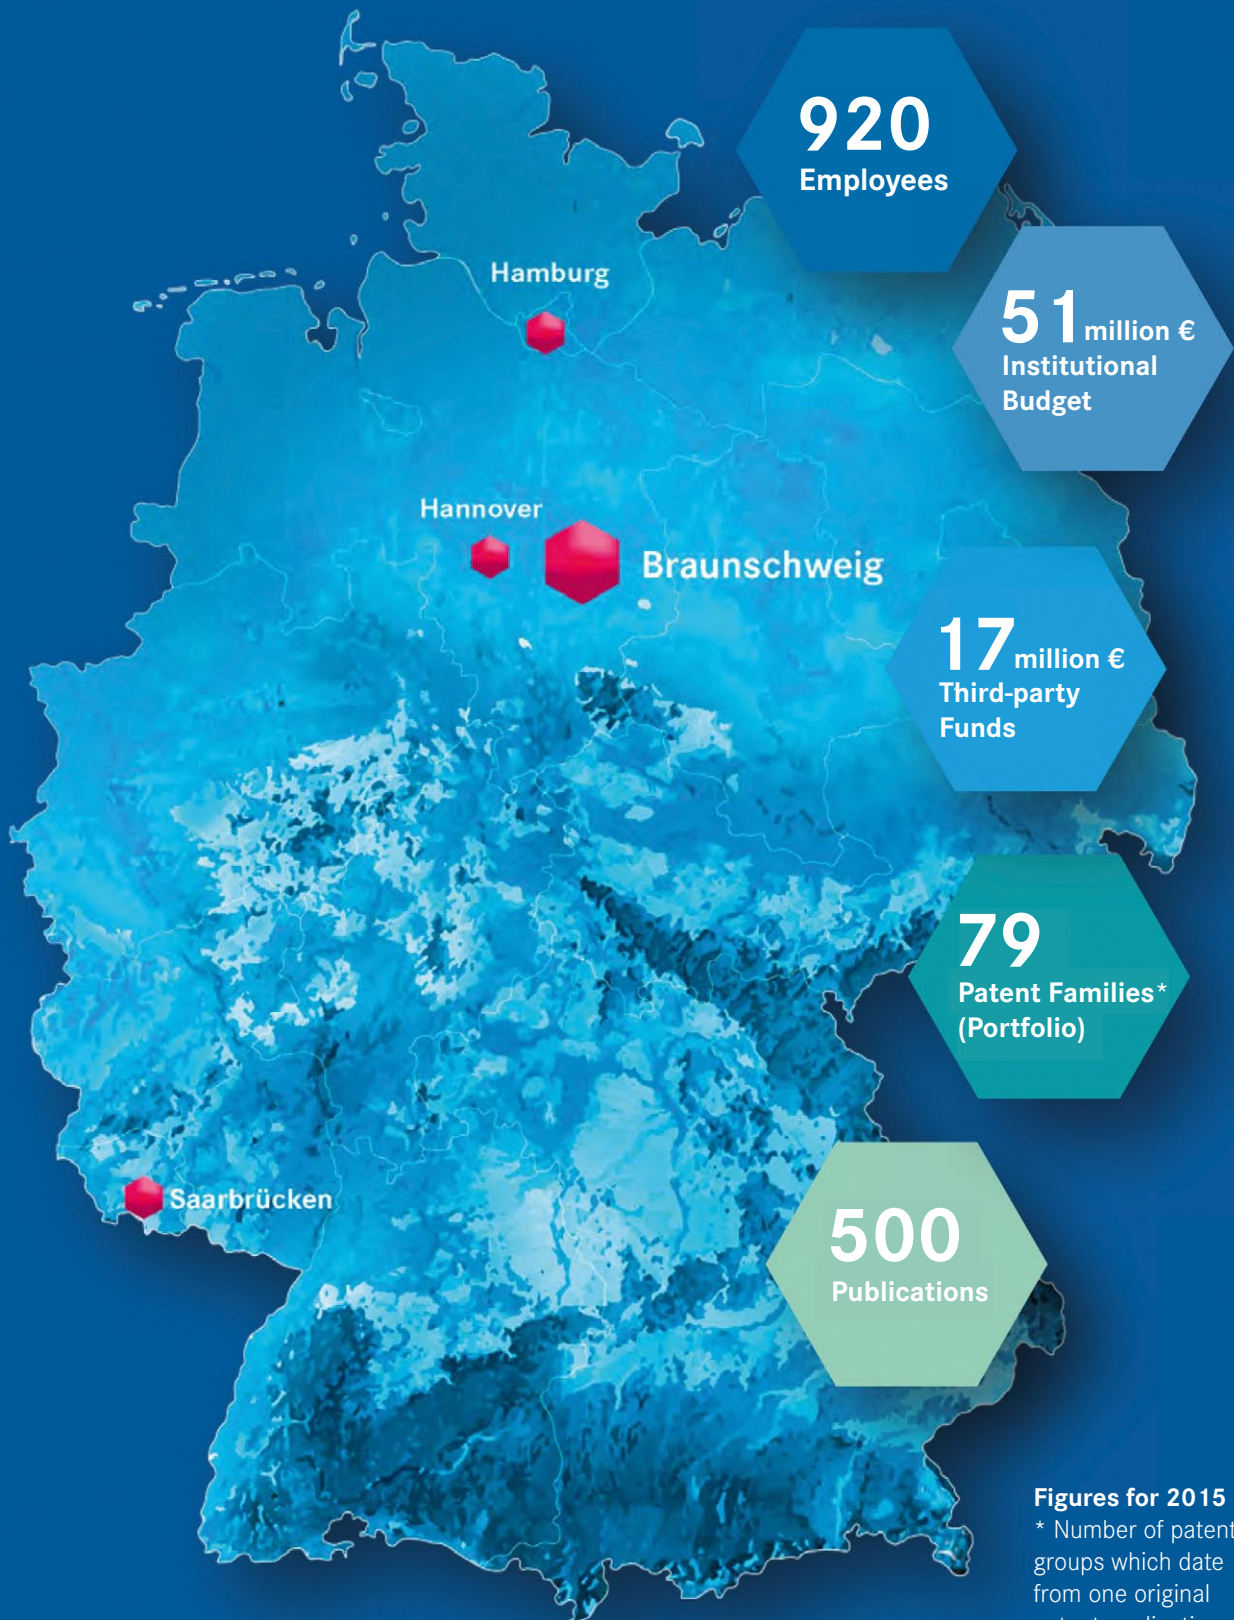 920
Employees
Hamburg
51 million €
Institutional
Budget
Hannover
Braunschweig
17 million €
Third-party
Funds
79
Patent Families*
(Portfolio)
Saarbrücken
500
Publications
Figures for 2015
* Number of patent
groups which date
from one original